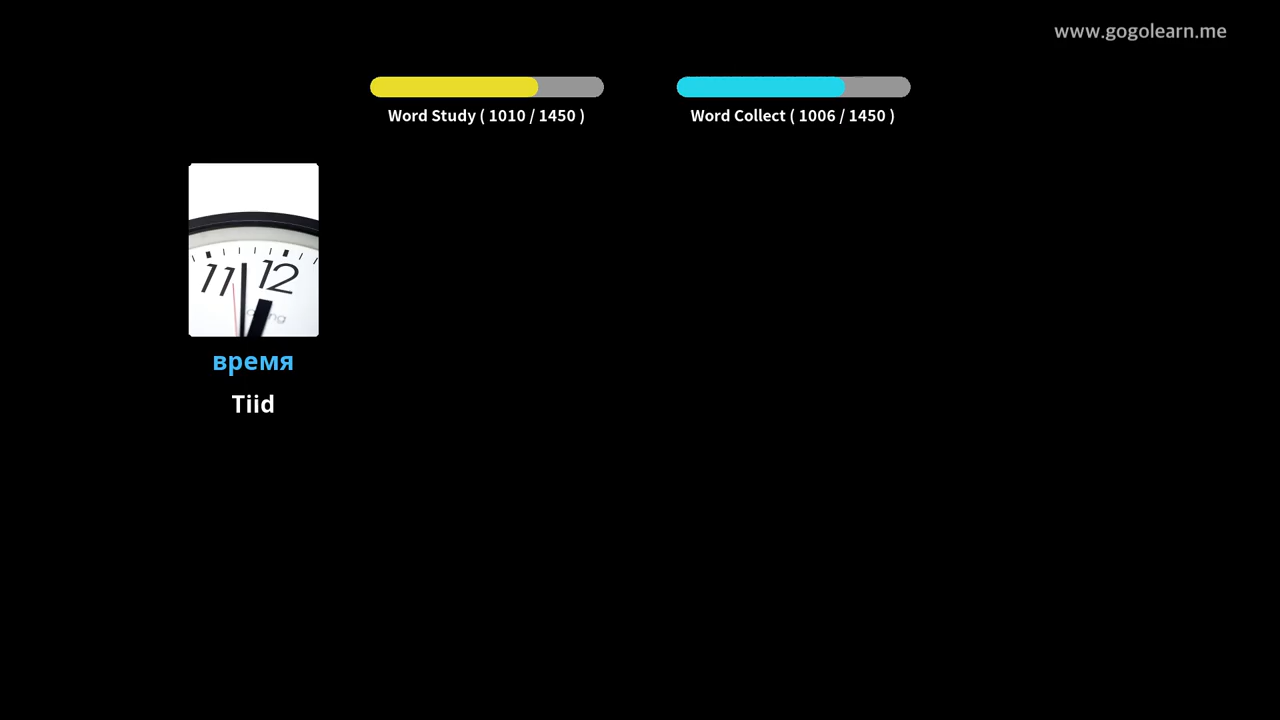 www.gogolearn.me
Word Study ( 1010 / 1450 )
Word Collect ( 1006 / 1450 )
11 12
время
Tiid